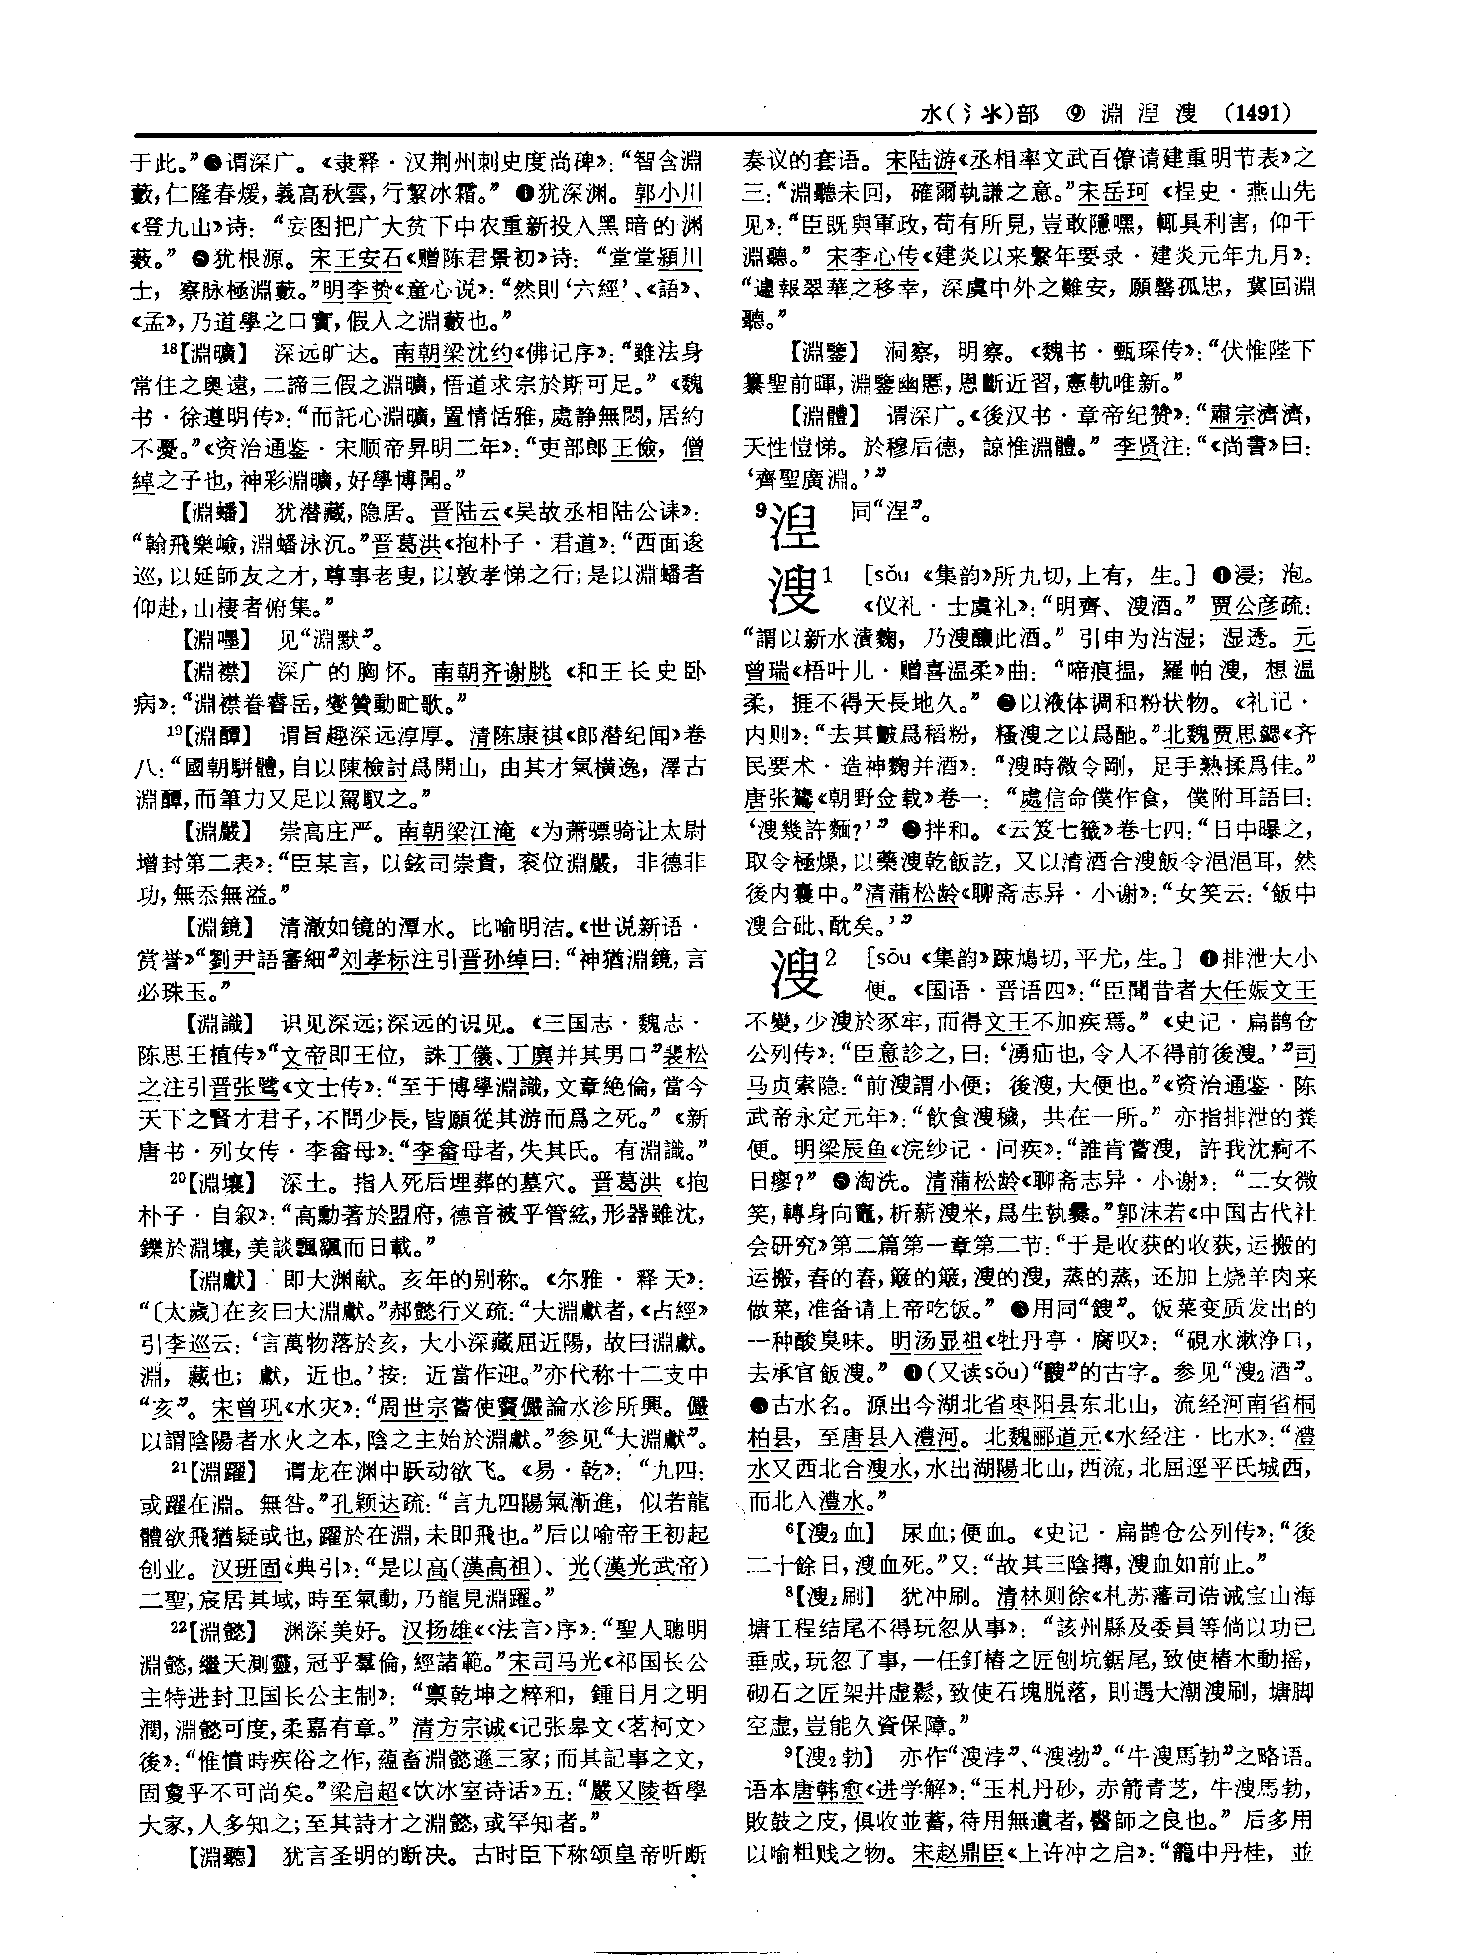 水(氵氺)部 ⑨ 淵 湼 溲 (1491)
于此。”❸谓深广。《隶释·汉荆州刺史度尚碑》：“智含淵
藪，仁隆春煖，義高秋雲，行絜冰霜。” ❹犹深渊。郭小川
《登九山》诗：“妄图把广大贫下中农重新投入黑暗的渊
薮。” ❺犹根源。宋王安石《赠陈君景初》诗：“堂堂潁川
士，察脉極淵藪。”明李贽《童心说》：“然則‘六經’、《語》、
《孟》，乃道學之口實，假人之淵藪也。”
18【淵曠】 深远旷达。南朝梁沈约《佛记序》：“雖法身
常住之奥遠，二諦三假之淵曠，悟道求宗於斯可足。”《魏
书·徐遵明传》：“而託心淵曠，置情恬雅，處静無悶，居約
不憂。”《资治通鉴·宋顺帝昇明二年》：“吏部郎王儉，僧
綽之子也，神彩淵曠，好學博聞。”
【淵蟠】 犹潜藏，隐居。晋陆云《吴故丞相陆公诔》：
“翰飛樂嶮，淵蟠泳沉。”晋葛洪《抱朴子·君道》：“西面逡
巡，以延師友之才，尊事老叟，以敦孝悌之行；是以淵蟠者
仰赴，山棲者俯集。”
【淵嘿】 见“淵默”。
【淵襟】 深广的胸怀。南朝齐谢朓《和王长史卧
病》：“淵襟眷睿岳，燮贊動甿歌。”
19【淵醰】 谓旨趣深远淳厚。清陈康祺《郎潜纪闻》卷
八：“國朝駢體，自以陳檢討爲開山，由其才氣横逸，澤古
淵醰，而筆力又足以駕馭之。”
【淵嚴】 崇高庄严。南朝梁江淹《为萧骠骑让太尉
增封第二表》：“臣某言，以鉉司崇貴，衮位淵嚴，非德非
功，無忝無溢。”
【淵鏡】 清澈如镜的潭水。比喻明洁。《世说新语·
赏誉》“劉尹語審細”刘孝标注引晋孙绰曰：“神猶淵鏡，言
必珠玉。”
【淵識】 识见深远；深远的识见。《三国志·魏志·
陈思王植传》“文帝即王位，誅丁儀、丁廙并其男口”裴松
之注引晋张骘《文士传》：“至于博學淵識，文章絶倫，當今
天下之賢才君子，不問少長，皆願從其游而爲之死。”《新
唐书·列女传·李畬母》：“李畬母者，失其氏。有淵識。”
20【淵壤】 深土。指人死后埋葬的墓穴。晋葛洪《抱
朴子·自叙》：“高勳著於盟府，德音被乎管絃，形器雖沈，
鑠於淵壤，美談飄颻而日載。”
【淵獻】 即大渊献。亥年的别称。《尔雅·释天》：
“〔太歲〕在亥曰大淵獻。”郝懿行义疏：“大淵獻者，《占經》
引李巡云：‘言萬物落於亥，大小深藏屈近陽，故曰淵獻。
淵，藏也；獻，近也。’按：近當作迎。”亦代称十二支中
“亥”。宋曾巩《水灾》：“周世宗嘗使竇儼論水沴所興。儼
以謂陰陽者水火之本，陰之主始於淵獻。”参见“大淵獻”。
21【淵躍】 谓龙在渊中跃动欲飞。《易·乾》：“九四：
或躍在淵。無咎。”孔颖达疏：“言九四陽氣漸進，似若龍
體欲飛猶疑或也，躍於在淵，未即飛也。”后以喻帝王初起
创业。汉班固《典引》：“是以高(漢高祖)、光(漢光武帝)
二聖，宸居其域，時至氣動，乃龍見淵躍。”
22【淵懿】 渊深美好。汉扬雄《〈法言〉序》：“聖人聰明
淵懿，繼天測靈，冠乎羣倫，經諸範。”宋司马光《祁国长公
主特进封卫国长公主制》：“禀乾坤之粹和，鍾日月之明
潤，淵懿可度，柔嘉有章。”清方宗诚《记张皋文〈茗柯文〉
後》：“惟憤時疾俗之作，蘊畜淵懿遜三家；而其記事之文，
固敻乎不可尚矣。”梁启超《饮冰室诗话》五：“嚴又陵哲學
大家，人多知之；至其詩才之淵懿，或罕知者。”
【淵聽】 犹言圣明的断决。古时臣下称颂皇帝听断
奏议的套语。宋陆游《丞相率文武百僚请建重明节表》之
三：“淵聽未回，確爾執謙之意。”宋岳珂《桯史·燕山先
见》：“臣既與軍政，苟有所見，豈敢隱嘿，輒具利害，仰干
淵聽。”宋李心传《建炎以来繫年要录·建炎元年九月》：
“遽報翠華之移幸，深虞中外之難安，願罄孤忠，冀回淵
聽。”
【淵鑒】 洞察，明察。《魏书·甄琛传》：“伏惟陛下
纂聖前暉，淵鑒幽慝，恩斷近習，憲軌唯新。”
【淵體】 谓深广。《後汉书·章帝纪赞》：“肅宗濟濟，
天性愷悌。於穆后德，諒惟淵體。”李贤注：“《尚書》曰：
‘齊聖廣淵。’”
9湼 同“涅”。
溲1 [sǒu 《集韵》所九切，上有，生。] ❶浸；泡。
《仪礼·士虞礼》：“明齊、溲酒。”贾公彦疏：
“謂以新水漬麴，乃溲釀此酒。”引申为沾湿；湿透。元
曾瑞《梧叶儿·赠喜温柔》曲：“啼痕揾，羅帕溲，想温
柔，捱不得天長地久。” ❷以液体调和粉状物。《礼记·
内则》：“去其皽爲稻粉，糔溲之以爲酏。”北魏贾思勰《齐
民要术·造神麴并酒》：“溲時微令剛，足手熟揉爲佳。”
唐张鷟《朝野佥载》卷一：“處信命僕作食，僕附耳語曰：
‘溲幾許麵？’” ❸拌和。《云笈七籤》卷七四：“日中曝之，
取令極燥，以藥溲乾飯訖，又以清酒合溲飯令浥浥耳，然
後内囊中。”清蒲松龄《聊斋志异·小谢》：“女笑云：‘飯中
溲合砒、酖矣。’”
溲2 [sōu 《集韵》疎鳩切，平尤，生。] ❶排泄大小
便。《国语·晋语四》：“臣聞昔者大任娠文王
不變，少溲於豕牢，而得文王不加疾焉。”《史记·扁鹊仓
公列传》：“臣意診之，曰：‘湧疝也，令人不得前後溲。’”司
马贞索隐：“前溲謂小便；後溲，大便也。”《资治通鉴·陈
武帝永定元年》：“飲食溲穢，共在一所。”亦指排泄的粪
便。明梁辰鱼《浣纱记·问疾》：“誰肯嘗溲，許我沈痾不
日瘳？” ❷淘洗。清蒲松龄《聊斋志异·小谢》：“二女微
笑，轉身向竈，析薪溲米，爲生執爨。”郭沫若《中国古代社
会研究》第二篇第一章第二节：“于是收获的收获，运搬的
运搬，舂的舂，簸的簸，溲的溲，蒸的蒸，还加上烧羊肉来
做菜，准备请上帝吃饭。” ❸用同“餿”。饭菜变质发出的
一种酸臭味。明汤显祖《牡丹亭·腐叹》：“硯水漱净口，
去承官飯溲。” ❹(又读sǒu)“醙”的古字。参见“溲2酒”。
❺古水名。源出今湖北省枣阳县东北山，流经河南省桐
柏县，至唐县入澧河。北魏郦道元《水经注·比水》：“澧
水又西北合溲水，水出湖陽北山，西流，北屈逕平氏城西，
而北入澧水。”
6【溲2血】 尿血；便血。《史记·扁鹊仓公列传》：“後
二十餘日，溲血死。”又：“故其三陰搏，溲血如前止。”
8【溲2刷】 犹冲刷。清林则徐《札苏藩司诰诫宝山海
塘工程结尾不得玩忽从事》：“該州縣及委員等倘以功已
垂成，玩忽了事，一任釘樁之匠刨坑鋸尾，致使樁木動摇，
砌石之匠架井虚鬆，致使石塊脱落，則遇大潮溲刷，塘脚
空虚，豈能久資保障。”
9【溲2勃】 亦作“溲浡”、“溲渤”。“牛溲馬勃”之略语。
语本唐韩愈《进学解》：“玉札丹砂，赤箭青芝，牛溲馬勃，
敗鼓之皮，俱收並蓄，待用無遺者，醫師之良也。”后多用
以喻粗贱之物。宋赵鼎臣《上许冲之启》：“籠中丹桂，並